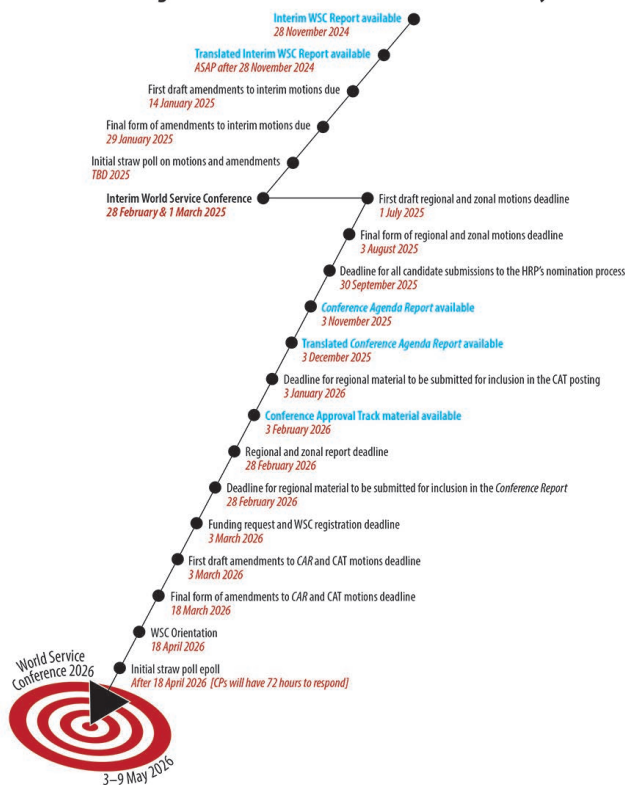 Interim WSC Report available
28 November 2024
Translated Interim WSC Report available
ASAP after 28 November 2024
First draft amendments to interim motions due
14 January 2025
Final form of amendments to interim motions due
29 January 2025
Initial straw poll on motions and amendments
TBD 2025
Interim World Service Conference
28 February & 1 March 2025
First draft regional and zonal motions deadline
1 July 2025
Final form of regional and zonal motions deadline
3 August 2025
Deadline for all candidate submissions to the HRP's nomination process
30 September 2025
Conference Agenda Report available
3 November 2025
Translated Conference Agenda Report available
3 December 2025
Deadline for regional material to be submitted for inclusion in the CAT posting
3 January 2026
Conference Approval Track material available
3 February 2026
Regional and zonal report deadline
28 February 2026
Deadline for regional material to be submitted for inclusion in the Conference Report
28 February 2026
Funding request and WSC registration deadline
3 March 2026
First draft amendments to CAR and CAT motions deadline
3 March 2026
Final form of amendments to CAR and CAT motions deadline
18 March 2026
WSC Orientation
18 April 2026
Initial straw poll epoll
After 18 April 2026 [CPs will have 72 hours to respond]
World Service
Conference 2026
3–9 May 2026